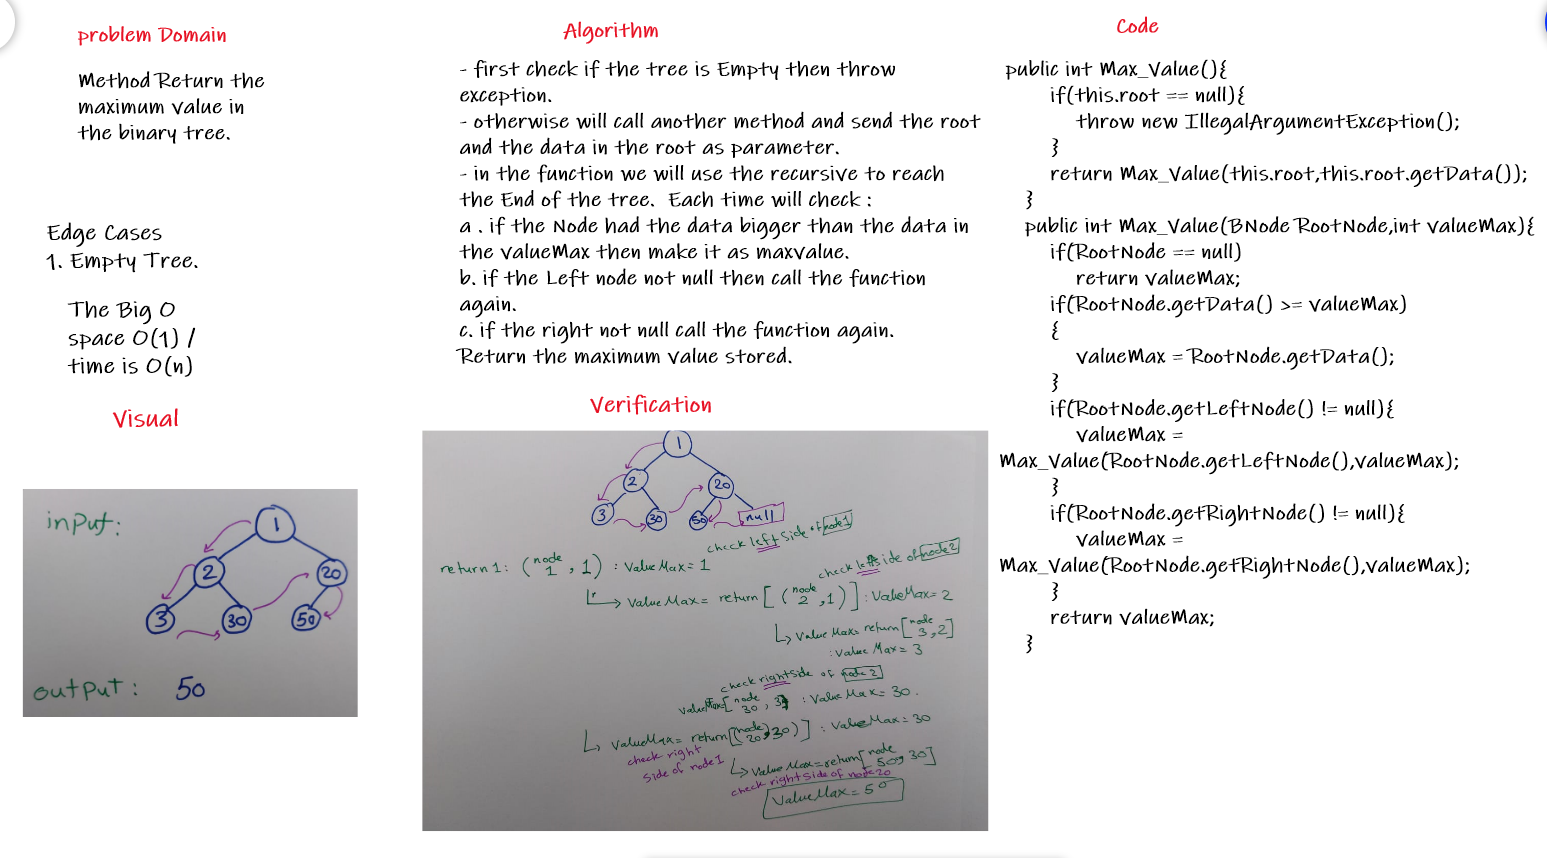 problem Domain
Method Return the
maximum value in
the binary tree.
Edge Cases
1. Empty Tree.
The Big O
space O(1) /
time is O(n)
Visual
input:
1
2
20
3
30
50
output: 50
Algorithm
- first check if the tree is Empty then throw
exception.
- otherwise will call another method and send the root
and the data in the root as parameter.
- in the function we will use the recursive to reach
the End of the tree. Each time will check :
a . if the Node had the data bigger than the data in
the valueMax then make it as maxvalue.
b. if the Left node not null then call the function
again.
c. if the right not null call the function again.
Return the maximum value stored.
Verification
1
2
20
3
30
50
null
check left side of node1
return 1: (node 1 , 1) : Value Max = 1
check left side of node2
Value Max = return [ (node 2 ,1) ] : ValueMax = 2
Value Max = return [node 3 ,2]
: Value Max = 3
check right side of node 2
ValueMax = [node 30 , 3] : Value Max = 30.
ValueMax = return [(node 20, 30)] : ValueMax = 30
check right
side of node 1
Value Max = return [node 50, 30]
check right side of node 20
ValueMax = 50
Code
public int Max_Value(){
if(this.root == null){
throw new IllegalArgumentException();
}
return Max_Value(this.root,this.root.getData());
}
public int Max_Value(BNode RootNode,int valueMax){
if(RootNode == null)
return valueMax;
if(RootNode.getData() >= valueMax)
{
valueMax = RootNode.getData();
}
if(RootNode.getLeftNode() != null){
valueMax =
Max_Value(RootNode.getLeftNode(),valueMax);
}
if(RootNode.getRightNode() != null){
valueMax =
Max_Value(RootNode.getRightNode(),valueMax);
}
return valueMax;
}